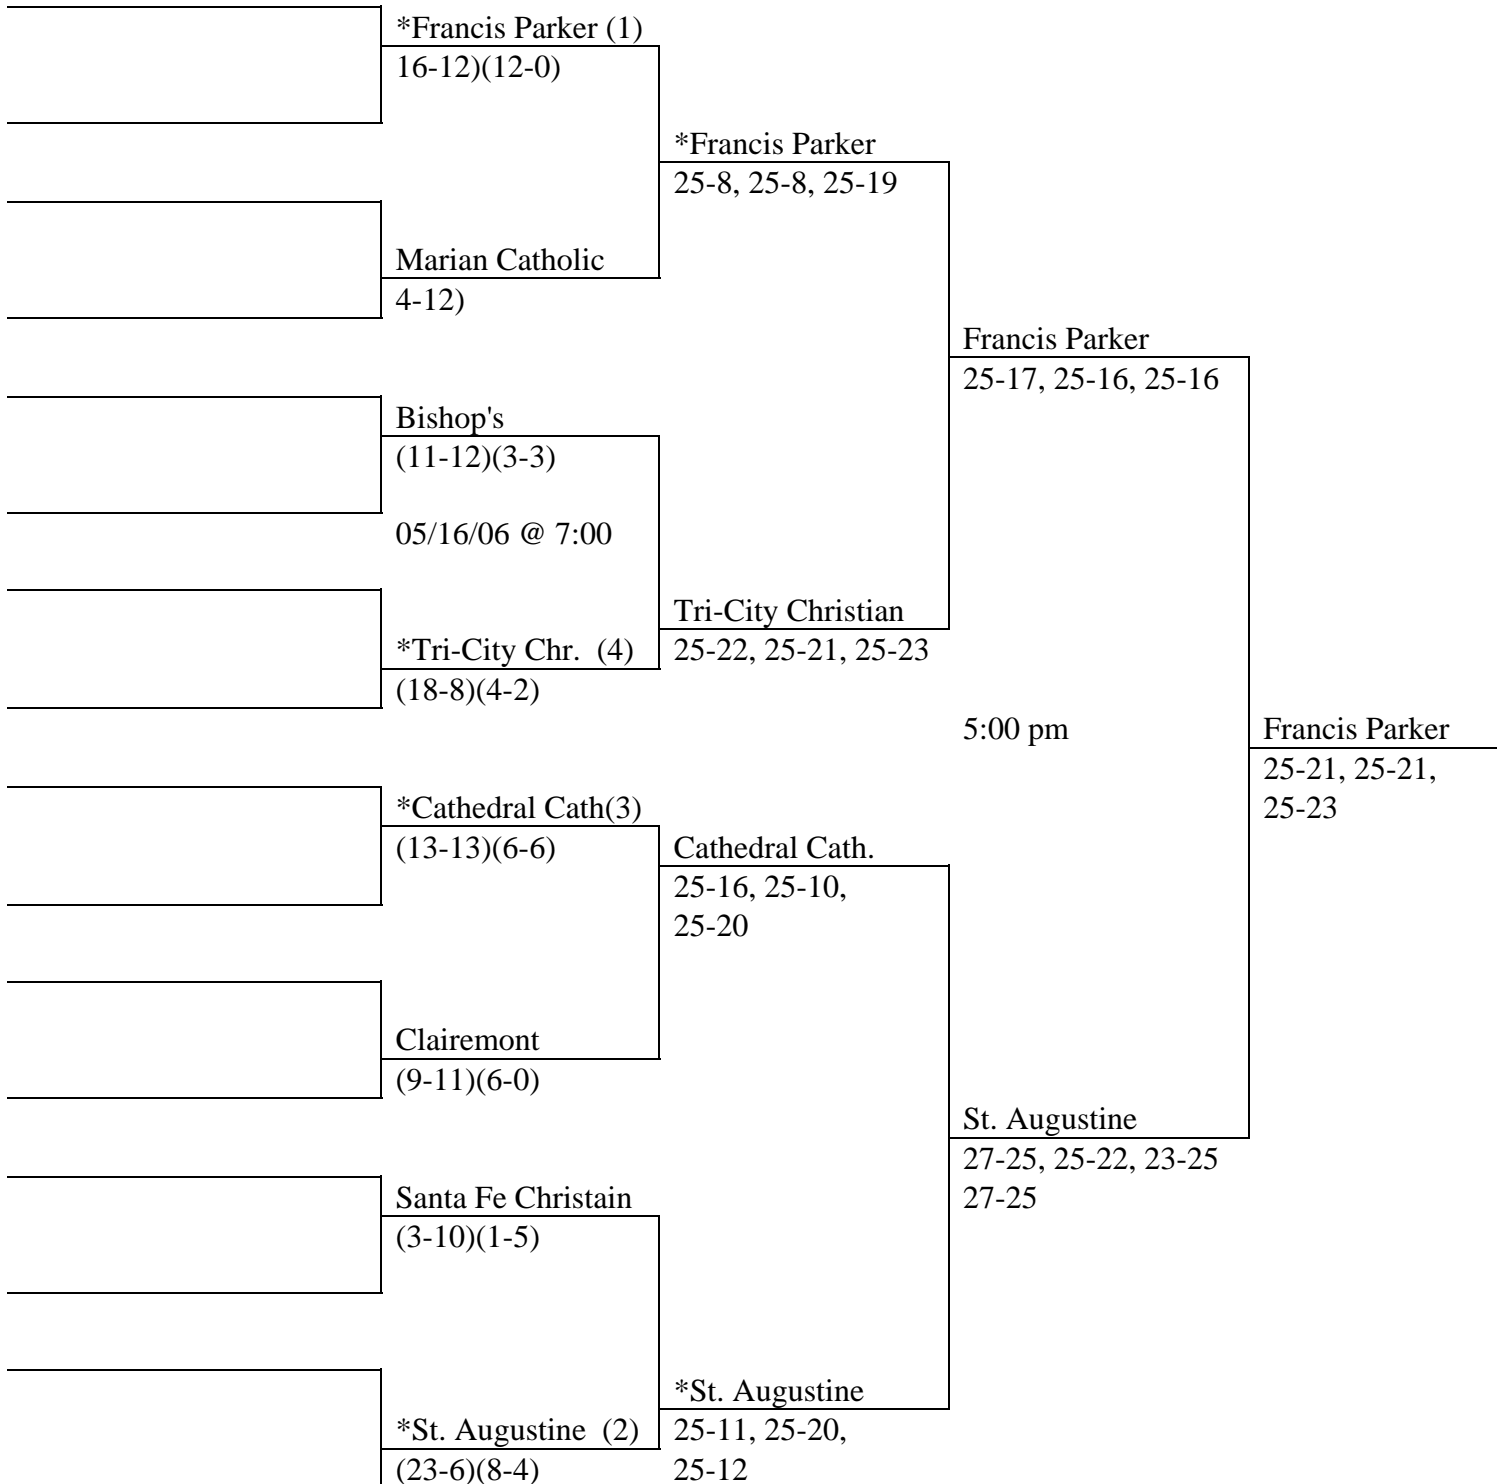 *Francis Parker (1)
16-12)(12-0)
*Francis Parker
25-8, 25-8, 25-19
Marian Catholic
4-12)
Francis Parker
25-17, 25-16, 25-16
Bishop's
(11-12)(3-3)
05/16/06 @ 7:00
Tri-City Christian
25-22, 25-21, 25-23
*Tri-City Chr.  (4)
(18-8)(4-2)
5:00 pm
Francis Parker
25-21, 25-21,
25-23
*Cathedral Cath(3)
(13-13)(6-6)
Cathedral Cath.
25-16, 25-10,
25-20
Clairemont
(9-11)(6-0)
St. Augustine
27-25, 25-22, 23-25
27-25
Santa Fe Christain
(3-10)(1-5)
*St. Augustine
25-11, 25-20,
25-12
*St. Augustine  (2)
(23-6)(8-4)